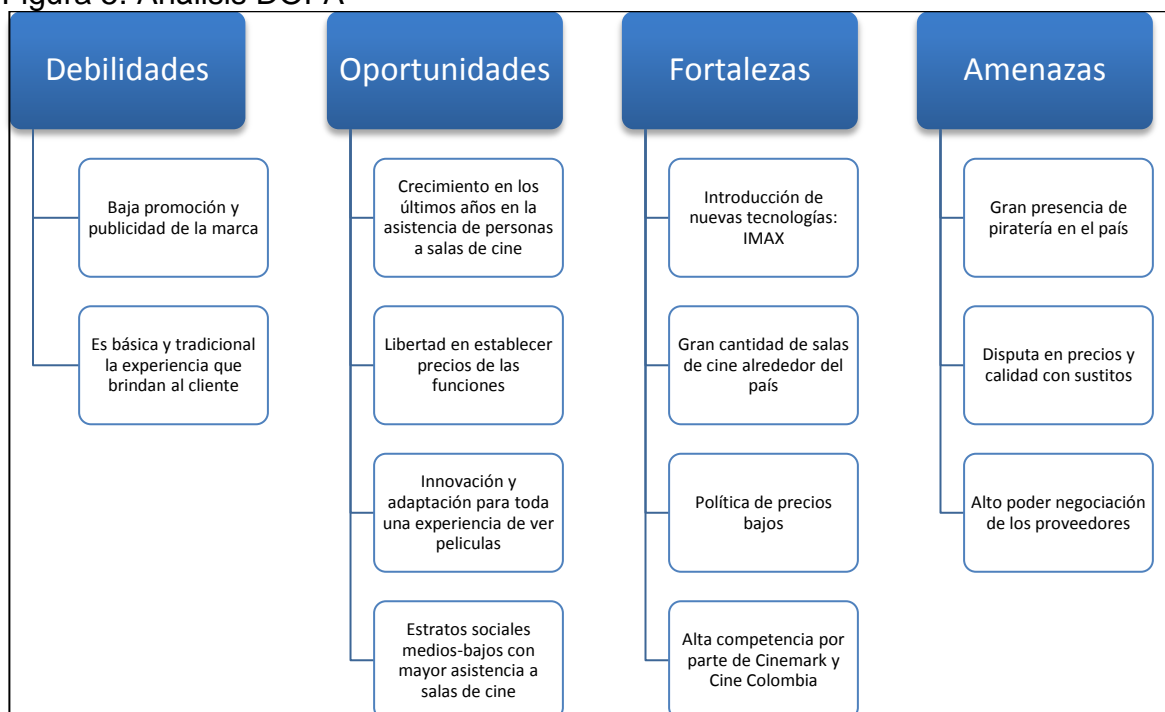 Debilidades
Baja promoción y
publicidad de la marca
Es básica y tradicional
la experiencia que
brindan al cliente
Oportunidades
Crecimiento en los
últimos años en la
asistencia de personas
a salas de cine
Libertad en establecer
precios de las
funciones
Innovación y
adaptación para toda
una experiencia de ver
peliculas
Estratos sociales
medios-bajos con
mayor asistencia a
salas de cine
Fortalezas
Introducción de
nuevas tecnologías:
IMAX
Gran cantidad de salas
de cine alrededor del
país
Política de precios
bajos
Alta competencia por
parte de Cinemark y
Cine Colombia
Amenazas
Gran presencia de
piratería en el país
Disputa en precios y
calidad con sustitos
Alto poder negociación
de los proveedores